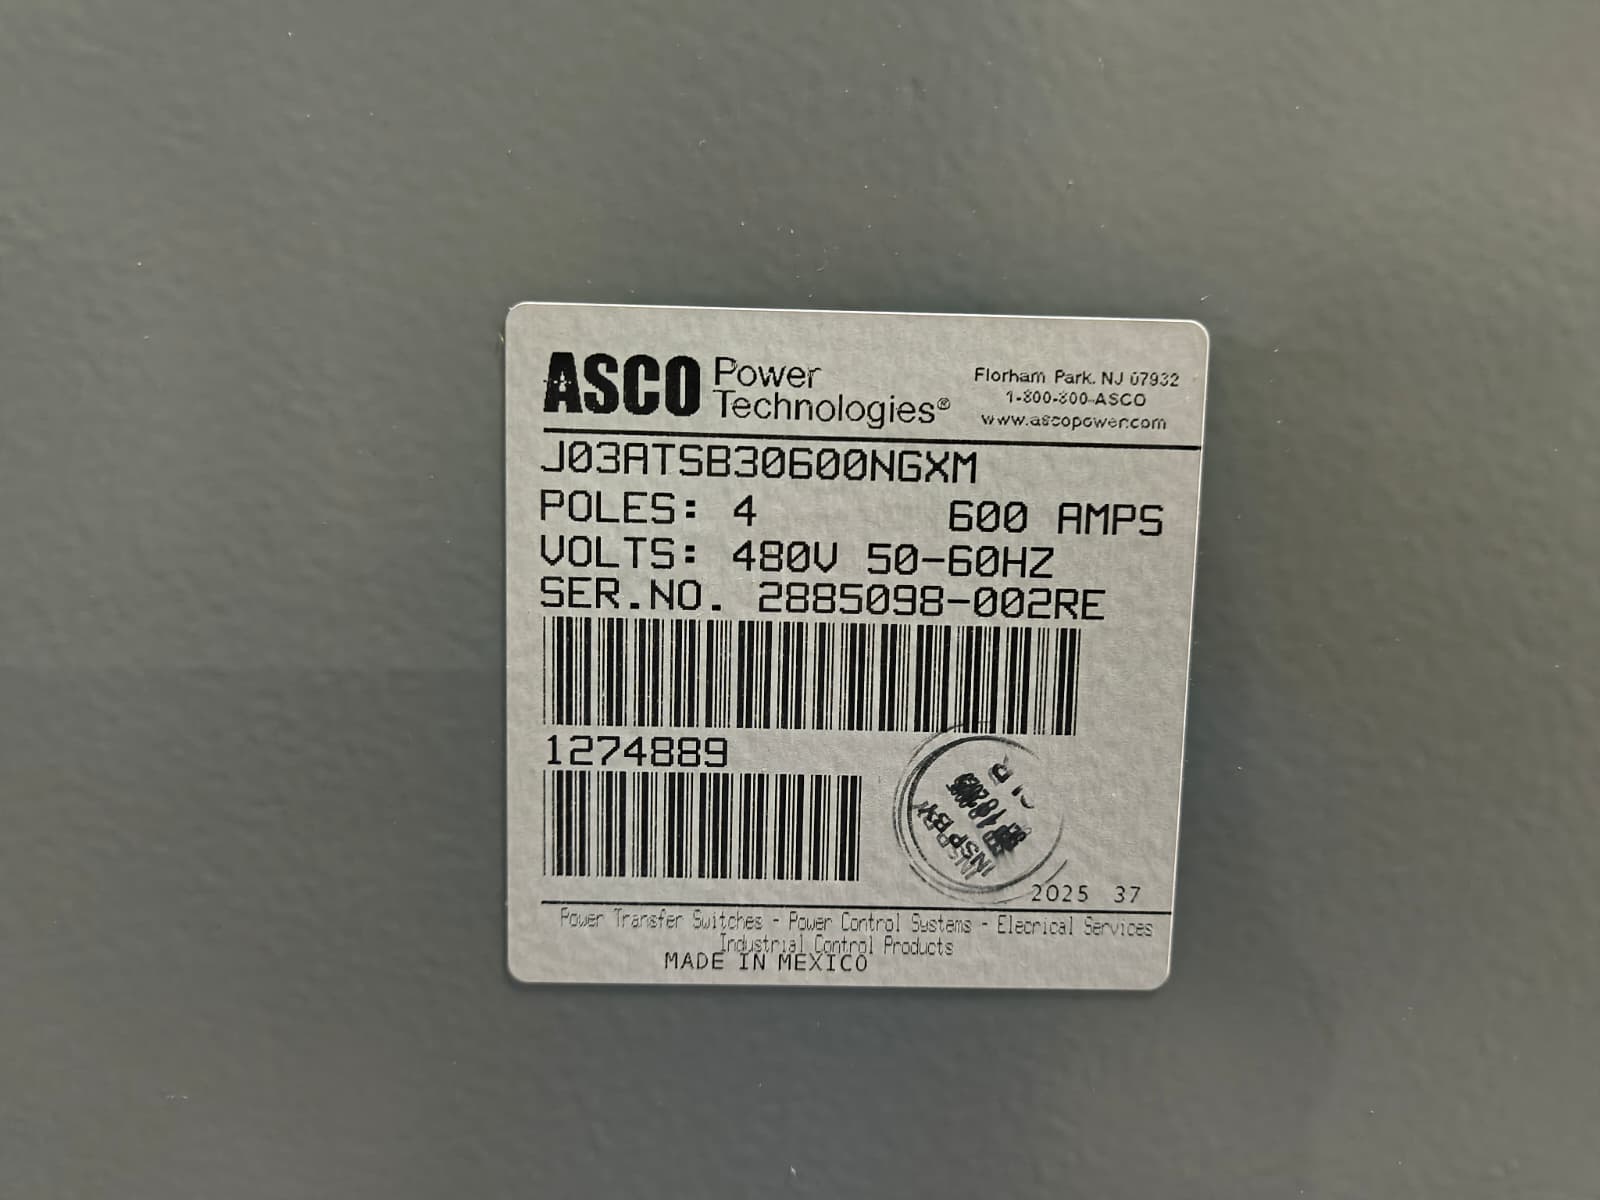 ASCO Power Technologies®
Florham Park, NJ 07932
1-800-800-ASCO
www.ascopower.com
J03ATSB30600NGXM
POLES: 4 600 AMPS
VOLTS: 480V 50-60HZ
SER.NO. 2885098-002RE
1274889
INSP BY
2025 37
Power Transfer Switches - Power Control Systems - Elecrical Services
Industrial Control Products
MADE IN MEXICO